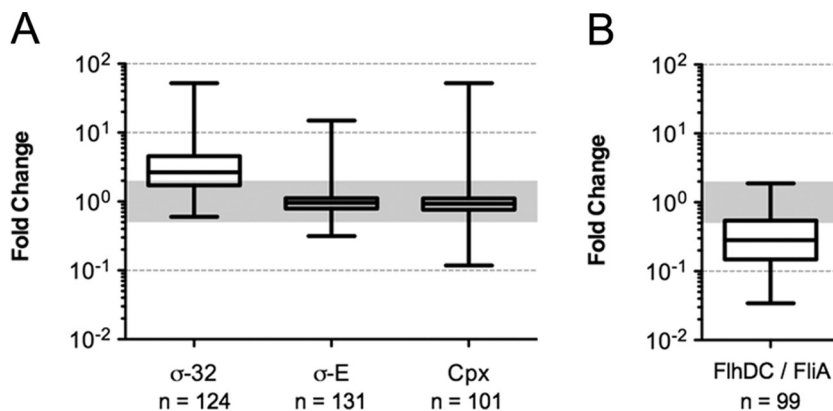 A
Fold Change
10²
10¹
10⁰
10⁻¹
10⁻²
σ-32
σ-E
Cpx
n = 124
n = 131
n = 101
B
Fold Change
10²
10¹
10⁰
10⁻¹
10⁻²
FlhDC / FliA
n = 99